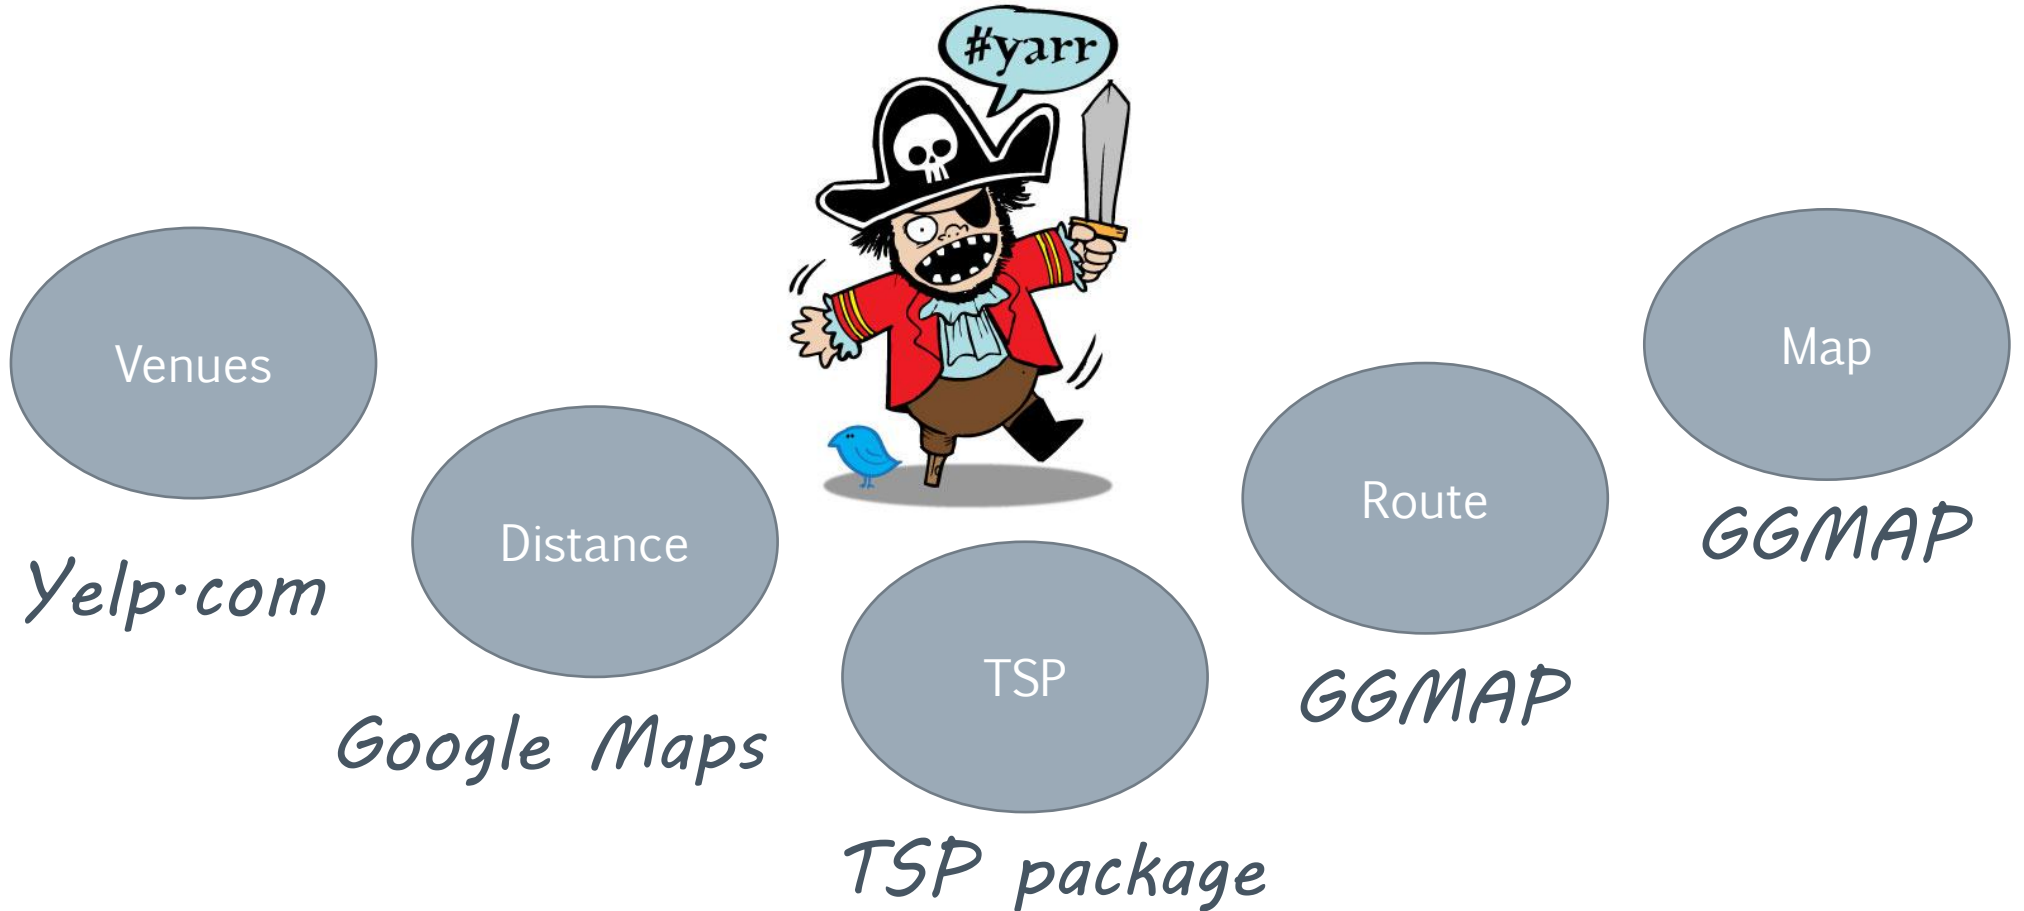 #yarr
Venues
Yelp.com
Distance
Google Maps
TSP
TSP package
Route
GGMAP
Map
GGMAP